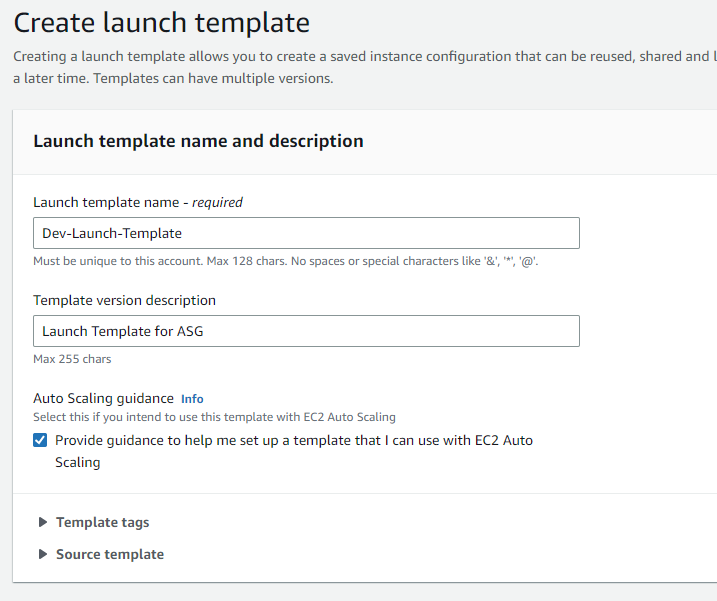 Create launch template
Creating a launch template allows you to create a saved instance configuration that can be reused, shared and
a later time. Templates can have multiple versions.
Launch template name and description
Launch template name - required
Dev-Launch-Template
Must be unique to this account. Max 128 chars. No spaces or special characters like '&', '*', '@'.
Template version description
Launch Template for ASG
Max 255 chars
Auto Scaling guidance Info
Select this if you intend to use this template with EC2 Auto Scaling
Provide guidance to help me set up a template that I can use with EC2 Auto
Scaling
Template tags
Source template